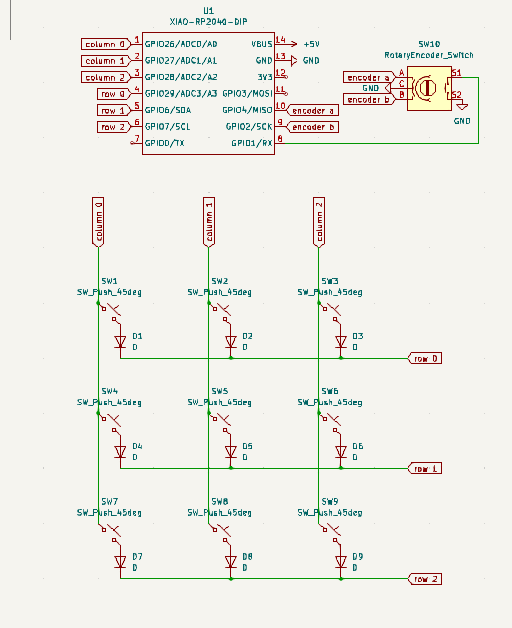 U1
XIAO-RP2040-DIP
column 0 1 GPIO26/ADC0/A0 VBUS 14 +5V
column 1 2 GPIO27/ADC1/A1 GND 13 GND
column 2 3 GPIO28/ADC2/A2 3V3 12
row 0 4 GPIO29/ADC3/A3 GPIO3/MOSI 11
row 1 5 GPIO6/SDA GPIO4/MISO 10 encoder a
row 2 6 GPIO7/SCL GPIO2/SCK 9 encoder b
7 GPIO0/TX GPIO1/RX 8
SW10
RotaryEncoder_Switch
encoder a A S1
GND C
encoder b B S2
GND
column 0 column 1 column 2
SW1 SW2 SW3
SW_Push_45deg SW_Push_45deg SW_Push_45deg
D1 D2 D3
D D D
row 0
SW4 SW5 SW6
SW_Push_45deg SW_Push_45deg SW_Push_45deg
D4 D5 D6
D D D
row 1
SW7 SW8 SW9
SW_Push_45deg SW_Push_45deg SW_Push_45deg
D7 D8 D9
D D D
row 2